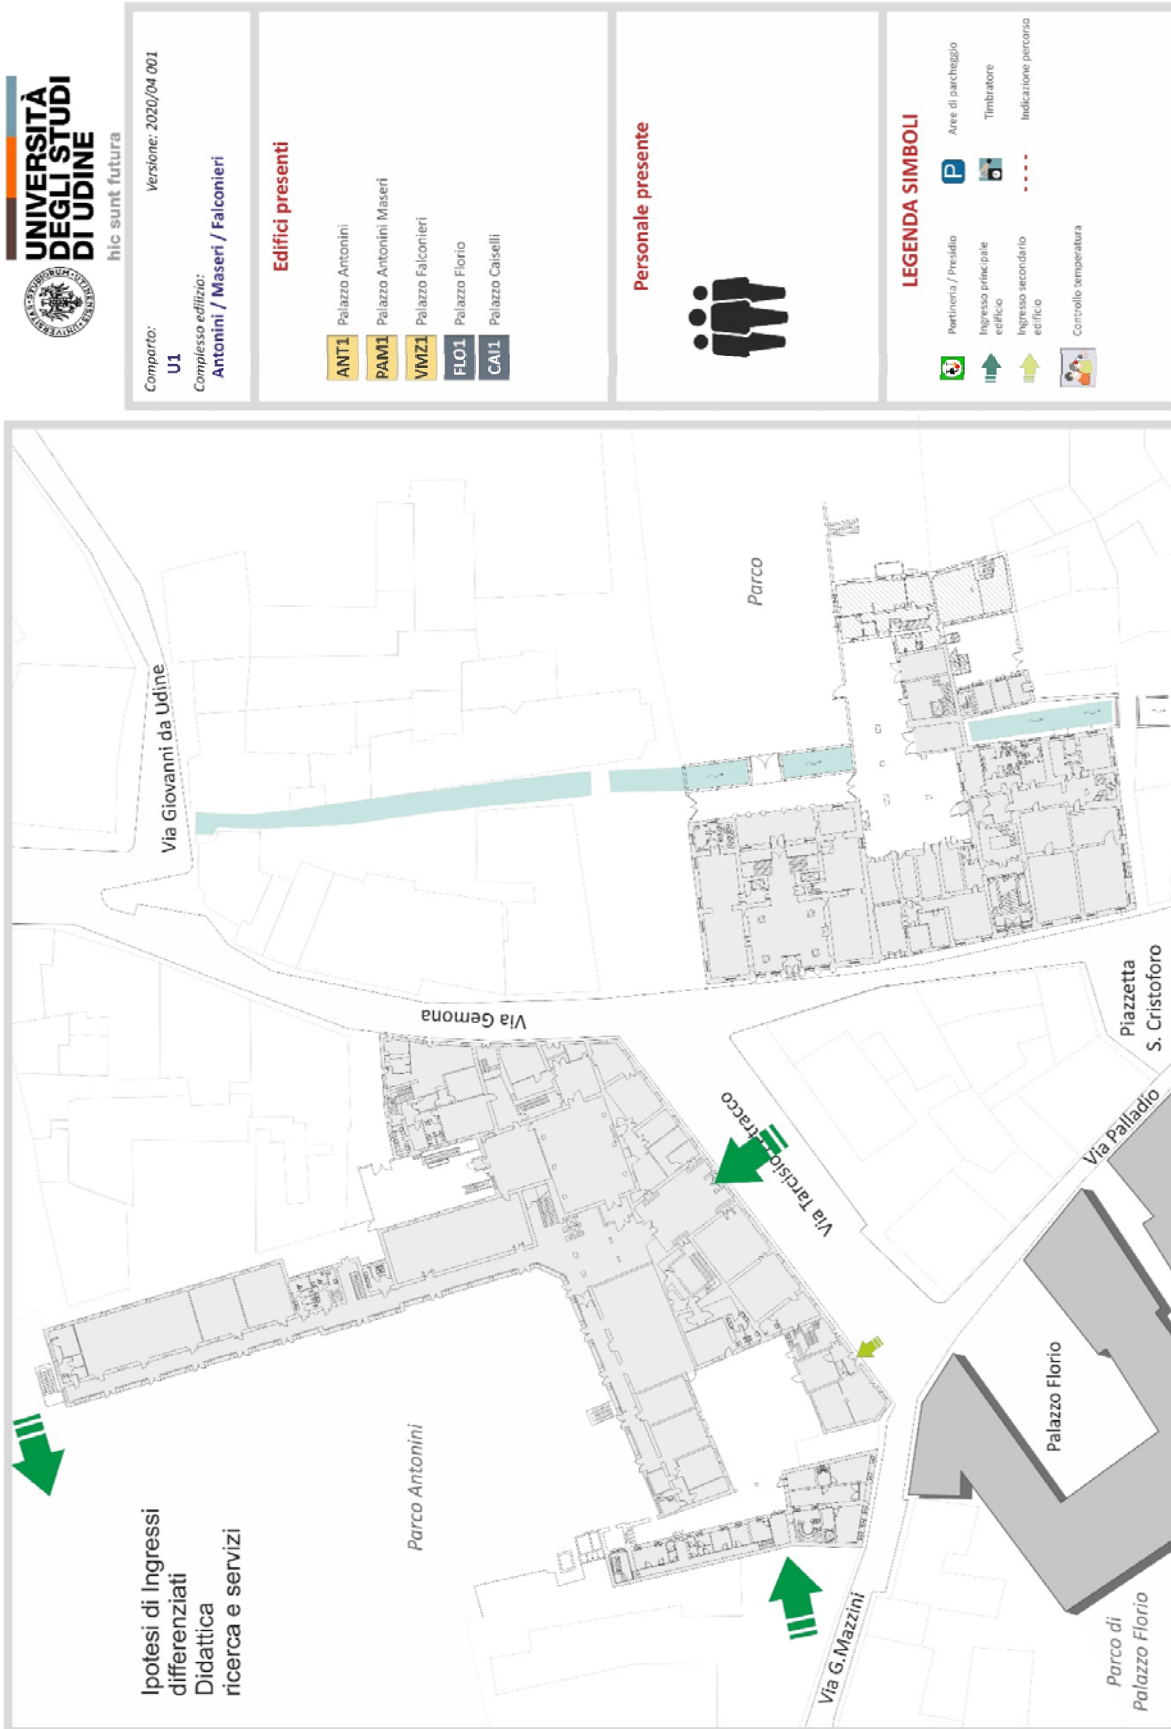 UNIVERSITÀ
DEGLI STUDI
DI UDINE
hic sunt futura
Comparto:
Versione: 2020/04 001
U1
Complesso edilizio:
Antonini / Maseri / Falconieri
Edifici presenti
ANT1 Palazzo Antonini
PAM1 Palazzo Antonini Maseri
VMZ1 Palazzo Falconieri
FLO1 Palazzo Florio
CAI1 Palazzo Caiselli
Personale presente
LEGENDA SIMBOLI
Portineria / Presidio
Ingresso principale
edificio
Ingresso secondario
edificio
Controllo temperatura
P Aree di parcheggio
Timbratore
Indicazione percorso
Via Giovanni da Udine
Parco
Via Gemona
Piazzetta
S. Cristoforo
Via Palladio
Via Tarcisio
Palazzo Florio
Parco Antonini
Via G.Mazzini
Parco di
Palazzo Florio
Ipotesi di Ingressi
differenziati
Didattica
ricerca e servizi